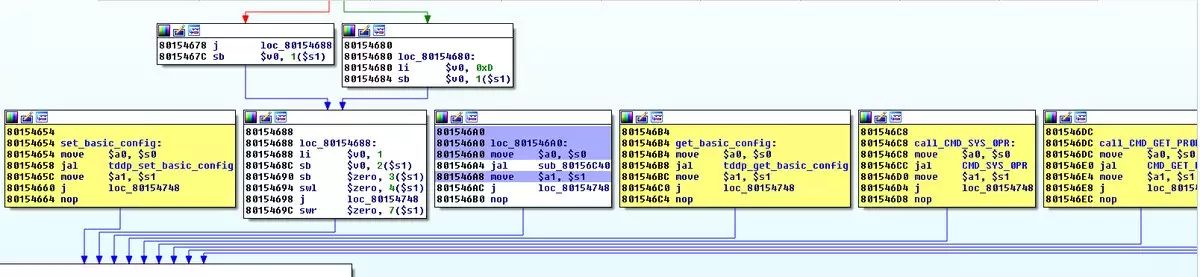 80154678 j loc_80154688
8015467C sb $v0, 1($s1)
80154680
80154680 loc_80154680:
80154680 li $v0, 0xD
80154684 sb $v0, 1($s1)
80154654
80154654 set_basic_config:
80154654 move $a0, $s0
80154658 jal tddp_set_basic_config
8015465C move $a1, $s1
80154660 j loc_80154748
80154664 nop
80154688
80154688 loc_80154688:
80154688 li $v0, 1
8015468C sb $v0, 2($s1)
80154690 sb $zero, 3($s1)
80154694 swl $zero, 4($s1)
80154698 j loc_80154748
8015469C swr $zero, 7($s1)
801546A0
801546A0 loc_801546A0:
801546A0 move $a0, $s0
801546A4 jal sub_80156C40
801546A8 move $a1, $s1
801546AC j loc_80154748
801546B0 nop
801546B4
801546B4 get_basic_config:
801546B4 move $a0, $s0
801546B8 jal tddp_get_basic_config
801546BC move $a1, $s1
801546C0 j loc_80154748
801546C4 nop
801546C8
801546C8 call_CMD_SYS_OPR:
801546C8 move $a0, $s0
801546CC jal CMD_SYS_OPR
801546D0 move $a1, $s1
801546D4 j loc_80154748
801546D8 nop
801546DC
801546DC call_CMD_GET_PROD
801546DC move $a0, $s0
801546E0 jal CMD_GET_
801546E4 move $a1, $s1
801546E8 j loc_8015
801546EC nop